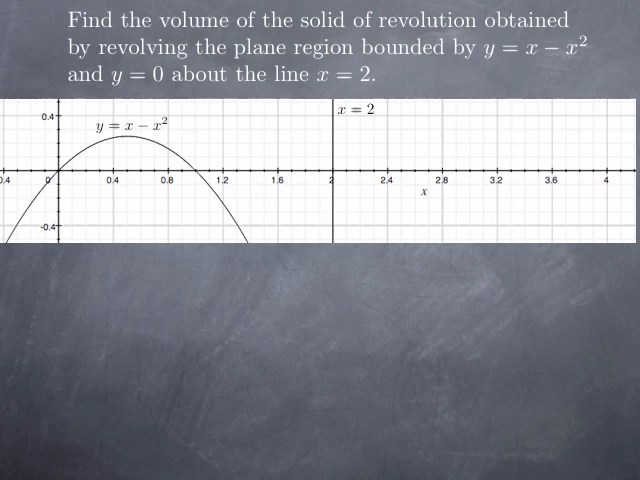 Find the volume of the solid of revolution obtained
by revolving the plane region bounded by y = x − x²
and y = 0 about the line x = 2.
0.4
x = 2
y = x − x²
0.4 0 0.4 0.8 1.2 1.6 2 2.4 2.8 3.2 3.6 4
x
-0.4